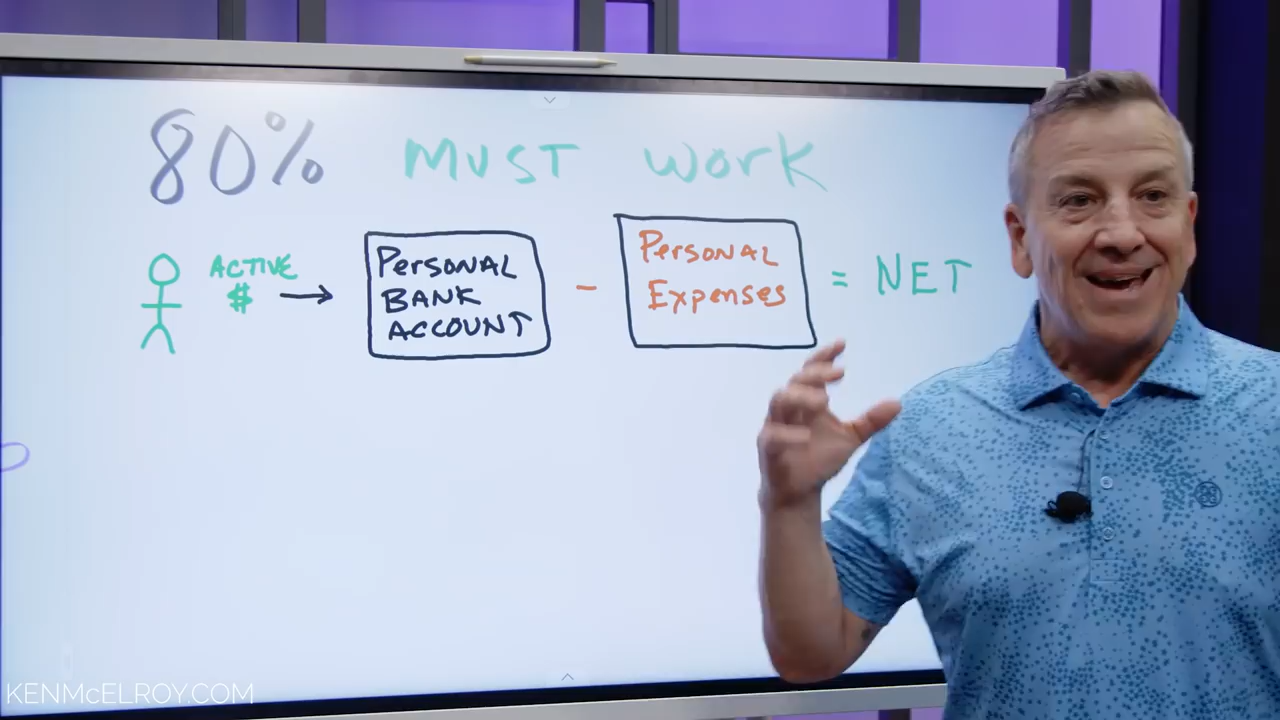 80% MUST WORK
ACTIVE
$
PERSONAL
BANK
ACCOUNT
-
PERSONAL
Expenses
= NET
KENMCELROY.COM